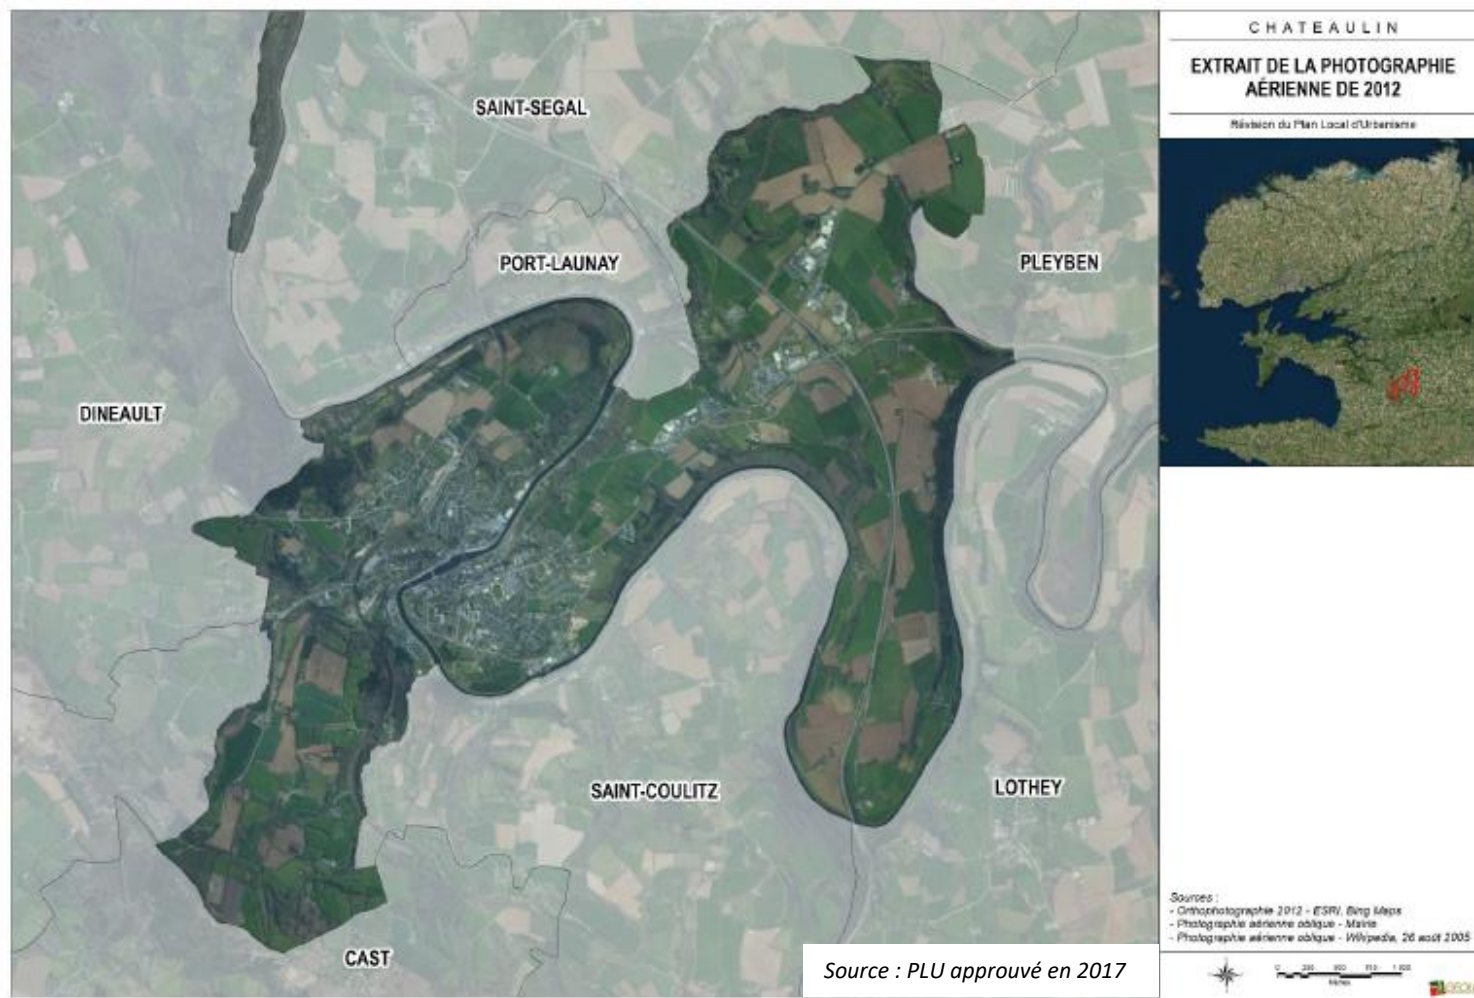 SAINT-SEGAL
PORT-LAUNAY
PLEYBEN
DINEAULT
SAINT-COULITZ
LOTHEY
CAST
Source : PLU approuvé en 2017
CHATEAULIN
EXTRAIT DE LA PHOTOGRAPHIE
AÉRIENNE DE 2012
Révision du Plan Local d'Urbanisme
Sources :
- Orthophotographie 2012 - ESRI, Bing Maps
- Photographie aérienne oblique - Mairie
- Photographie aérienne oblique - Wikipedia, 26 août 2005